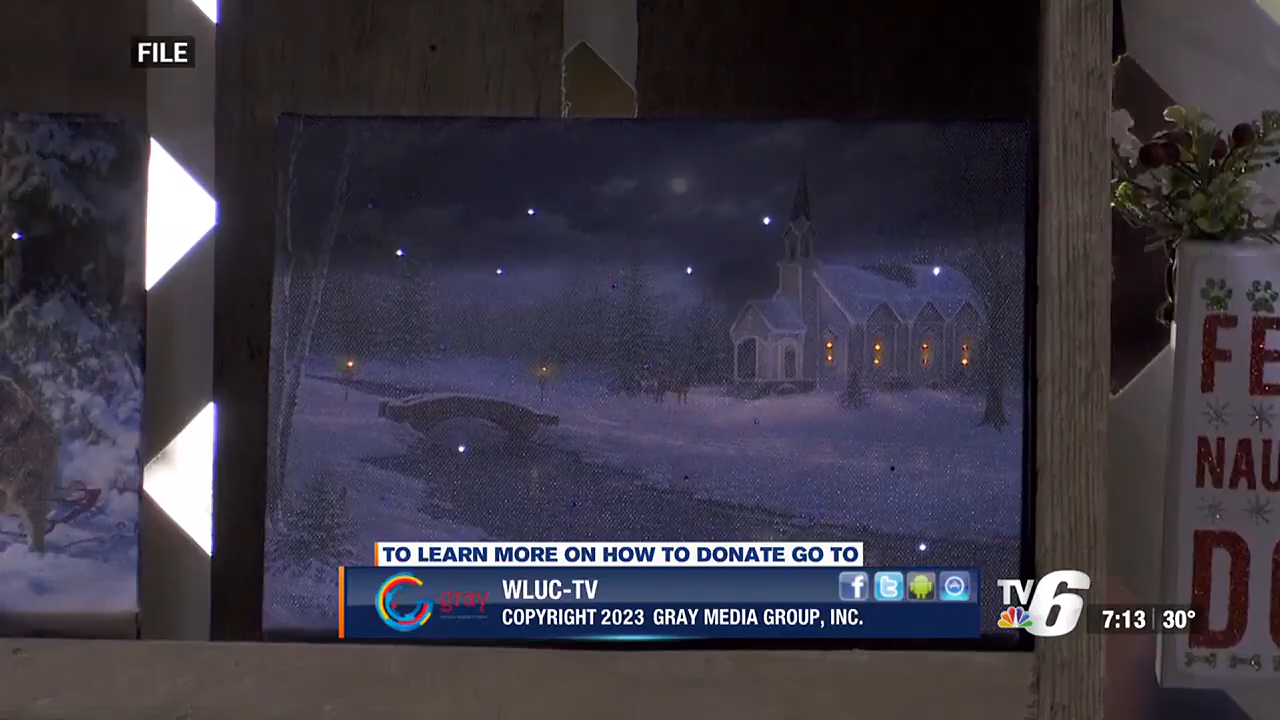 FILE
FE
NAU
D
TO LEARN MORE ON HOW TO DONATE GO TO
gray
WLUC-TV
COPYRIGHT 2023 GRAY MEDIA GROUP, INC.
TV6
7:13 30°